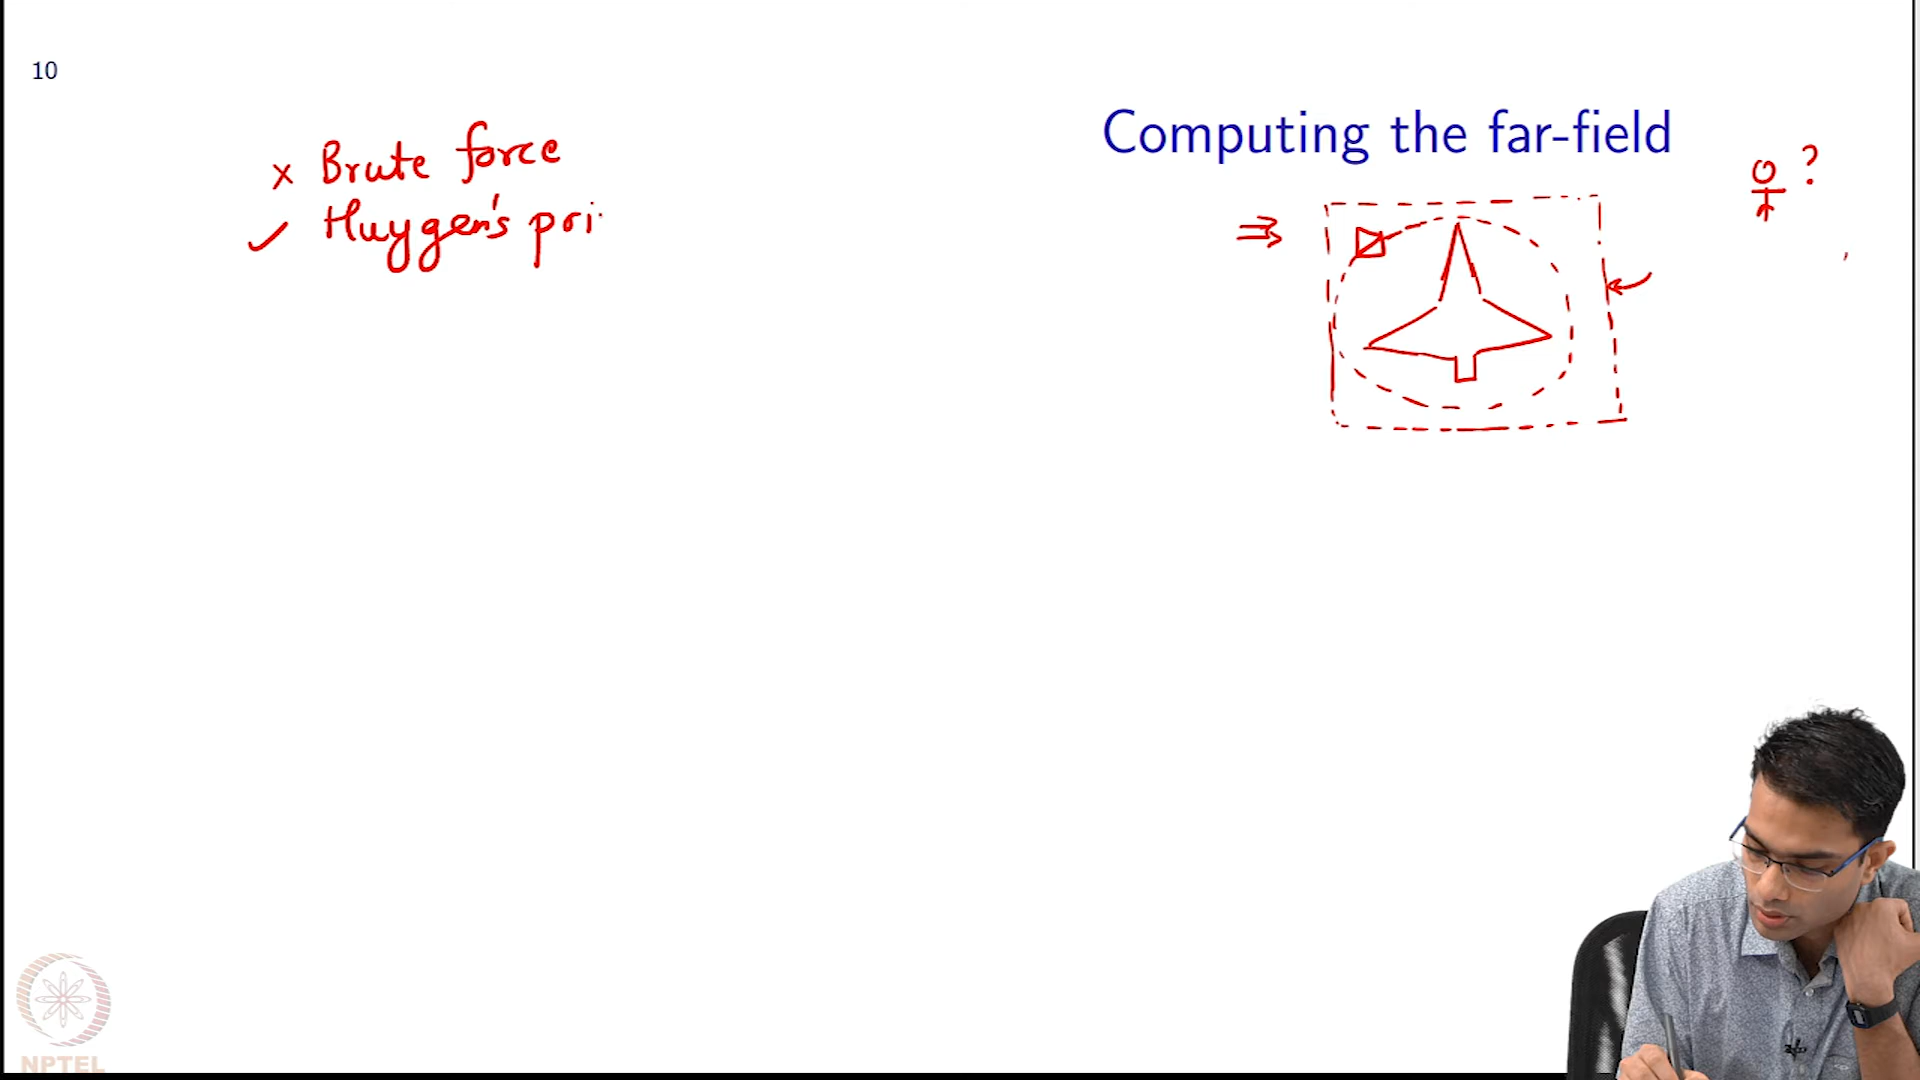 10
Computing the far-field
x Brute force
✓ Huygen's pri
?
NPTEL